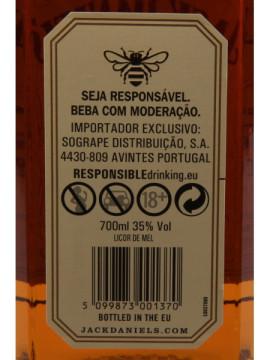 SEJA RESPONSÁVEL.
BEBA COM MODERAÇÃO.
IMPORTADOR EXCLUSIVO:
SOGRAPE DISTRIBUIÇÃO, S.A.
4430-809 AVINTES PORTUGAL
RESPONSIBLEdrinking.eu
18+
700ml 35% Vol
LICOR DE MEL
5 099873 001370
BOTTLED IN THE EU
JACKDANIELS.COM